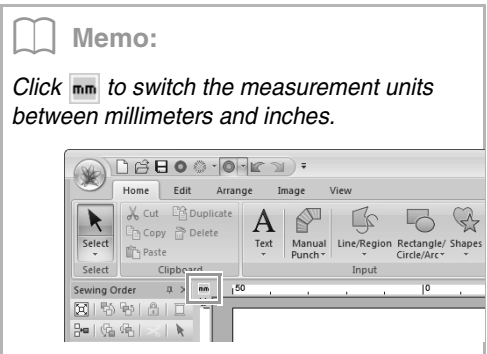 Memo:
Click mm to switch the measurement units
between millimeters and inches.
Home Edit Arrange Image View
Select
Cut Duplicate
Copy Delete
Paste
Text
Manual
Punch
Line/Region
Rectangle/
Circle/Arc
Shapes
Select Clipboard Input
Sewing Order mm 50 0